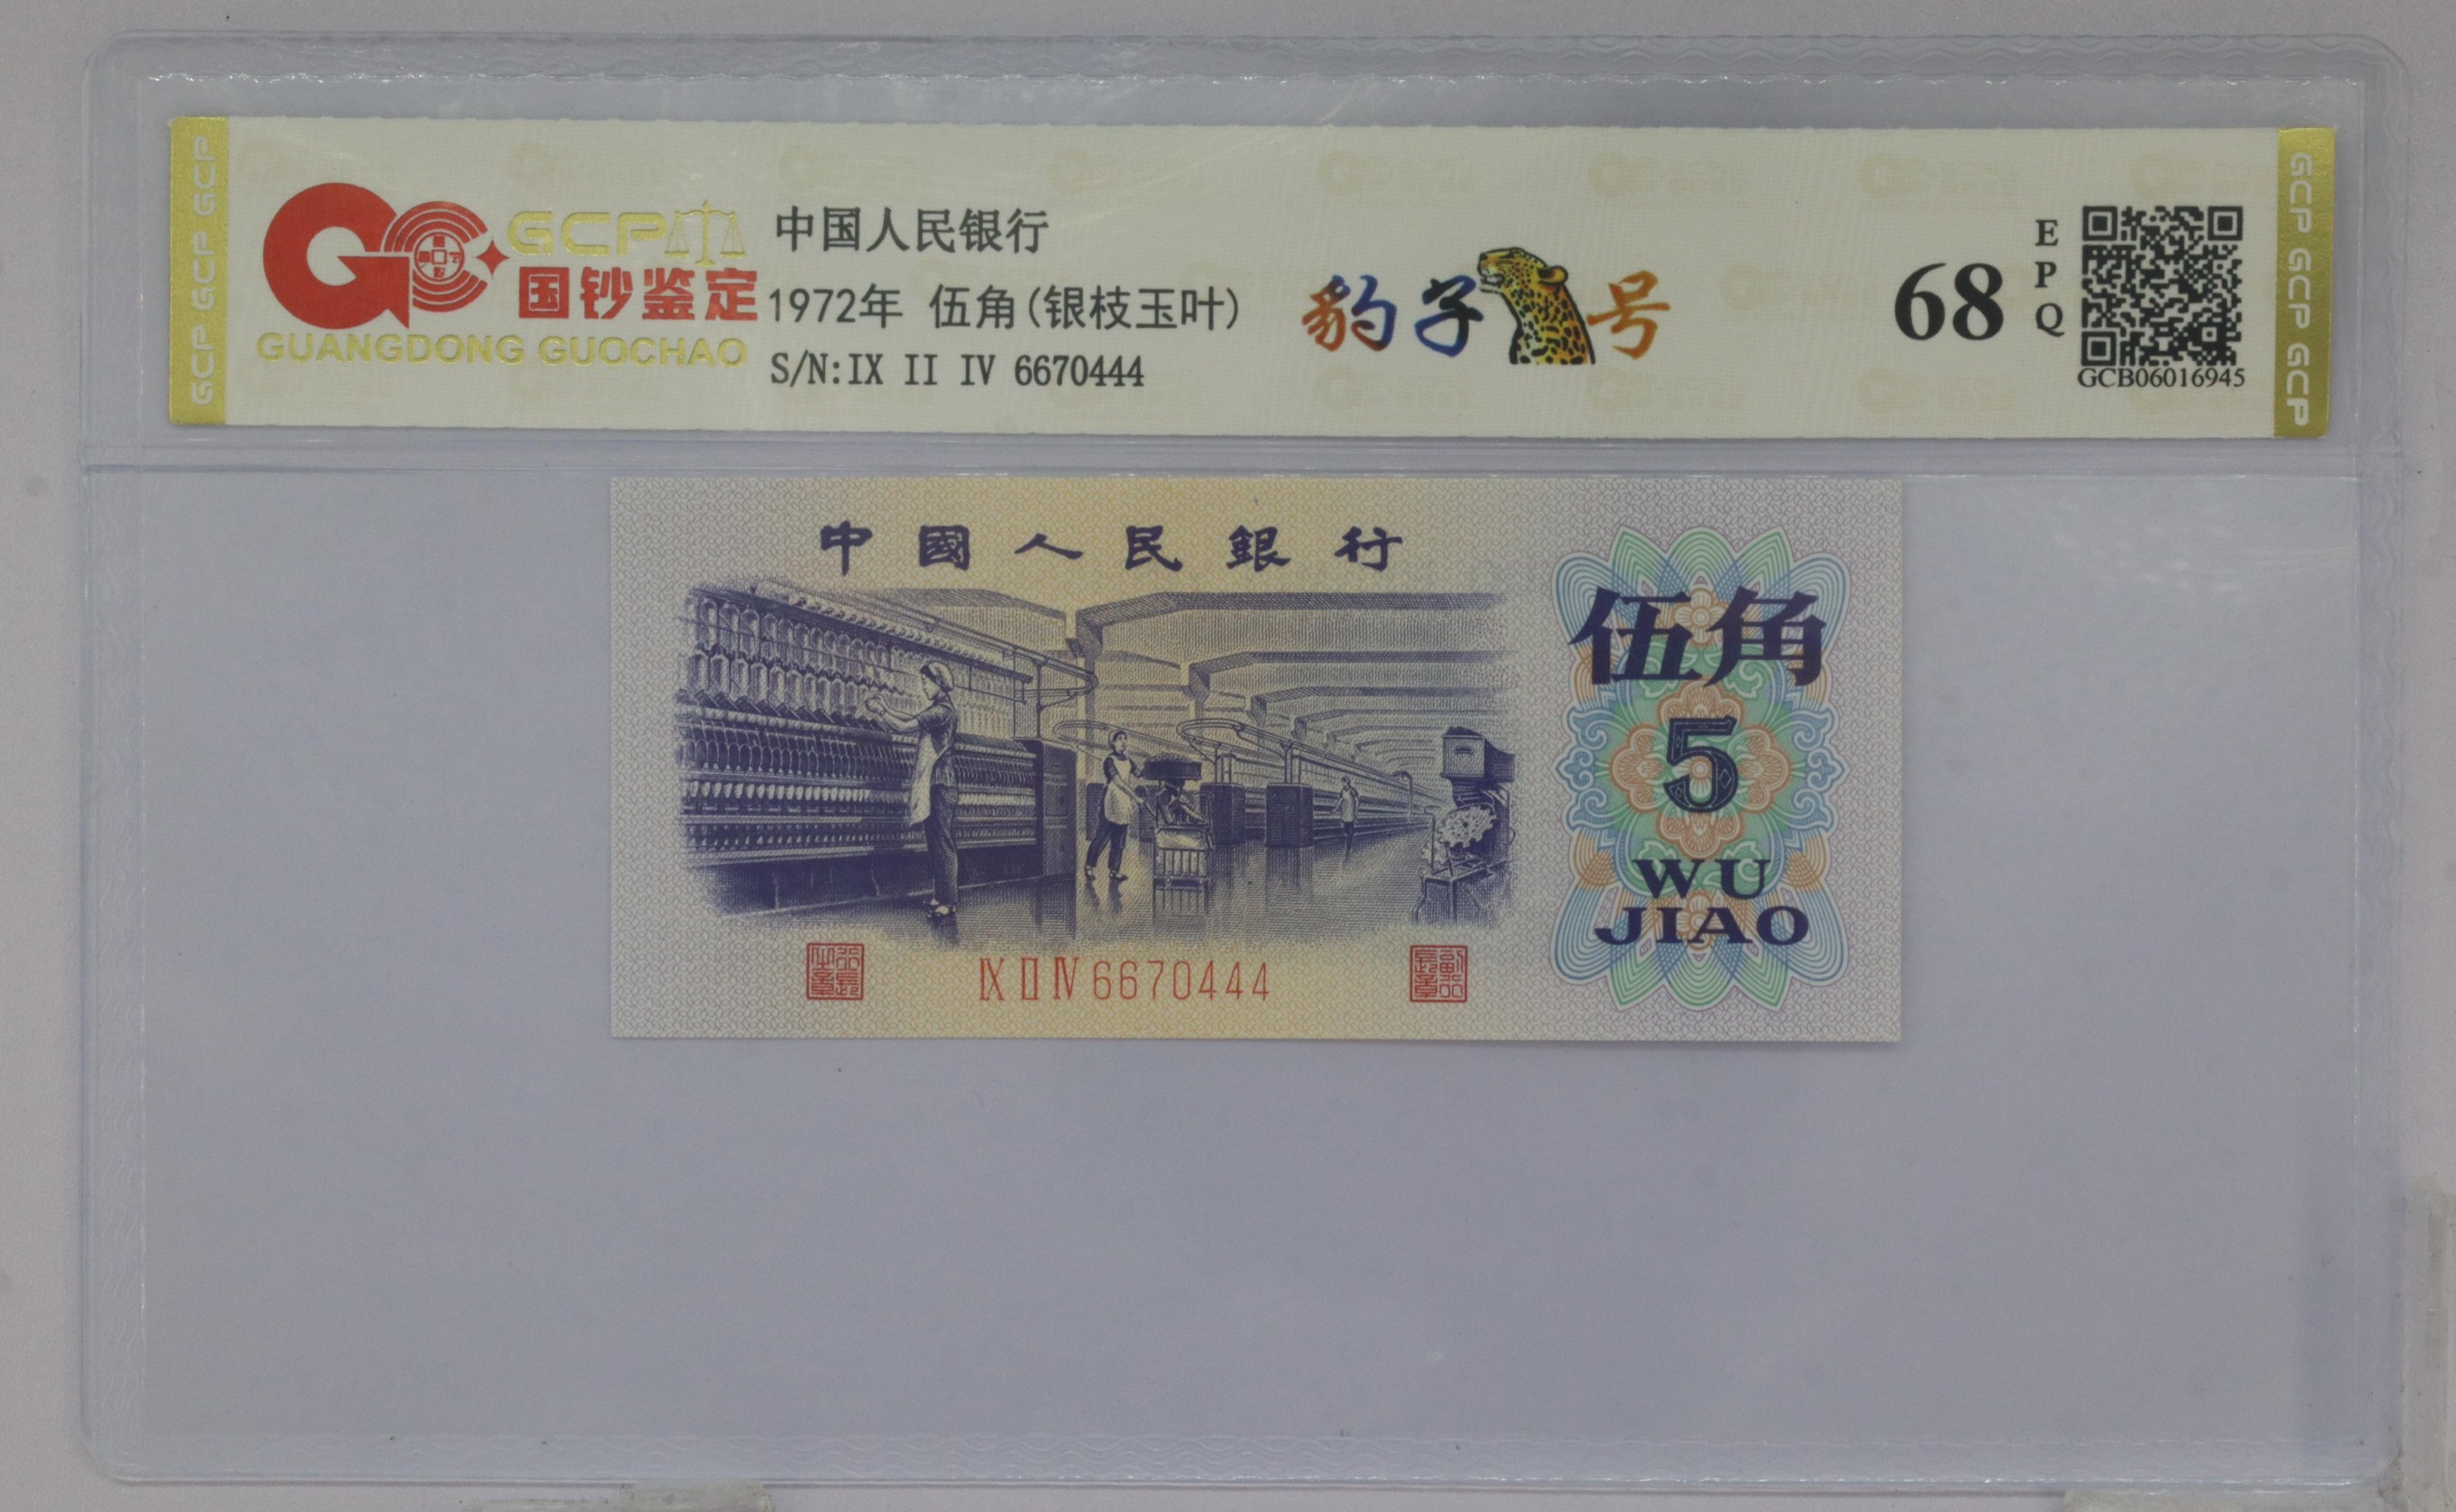 GCP GCP GCP
GCP
国钞鉴定
GUANGDONG GUOCHAO
中国人民银行
1972年 伍角(银枝玉叶)
S/N:IX II IV 6670444
豹子号
68
EPQ
GCB06016945
GCP GCP GCP
中國人民銀行
伍角
5
WU
JIAO
IX II IV 6670444